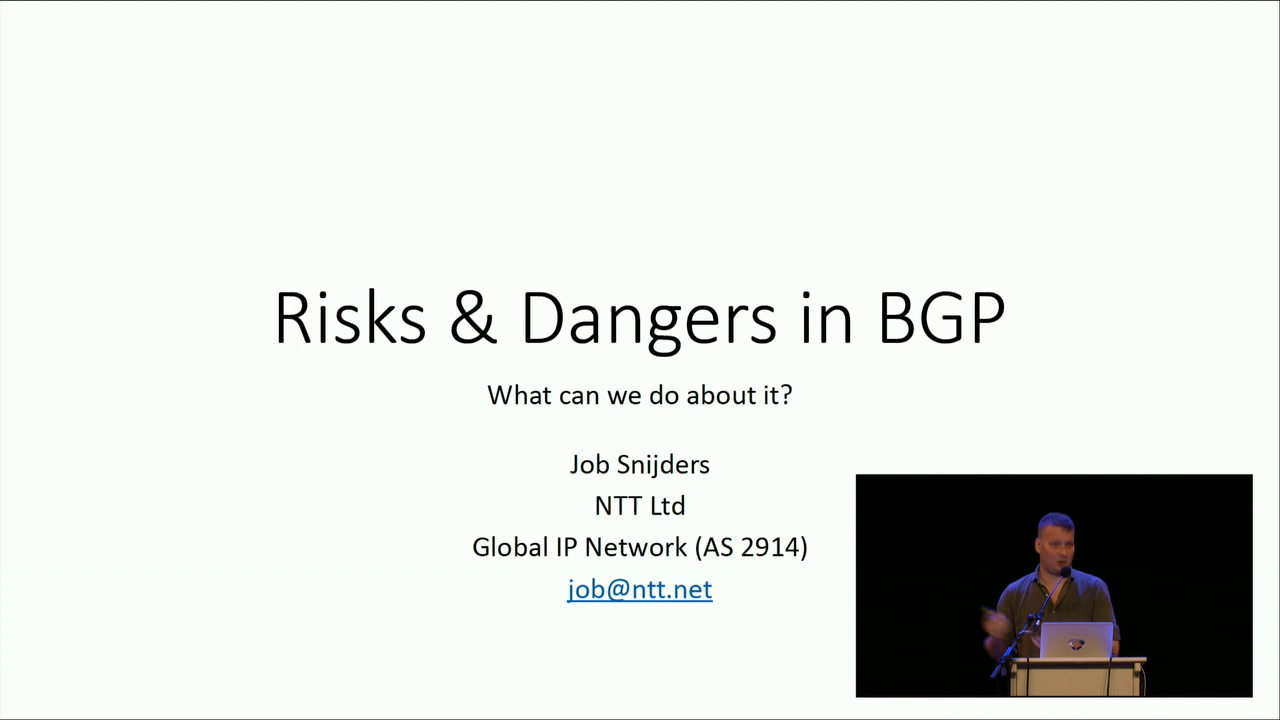 Risks & Dangers in BGP
What can we do about it?
Job Snijders
NTT Ltd
Global IP Network (AS 2914)
job@ntt.net